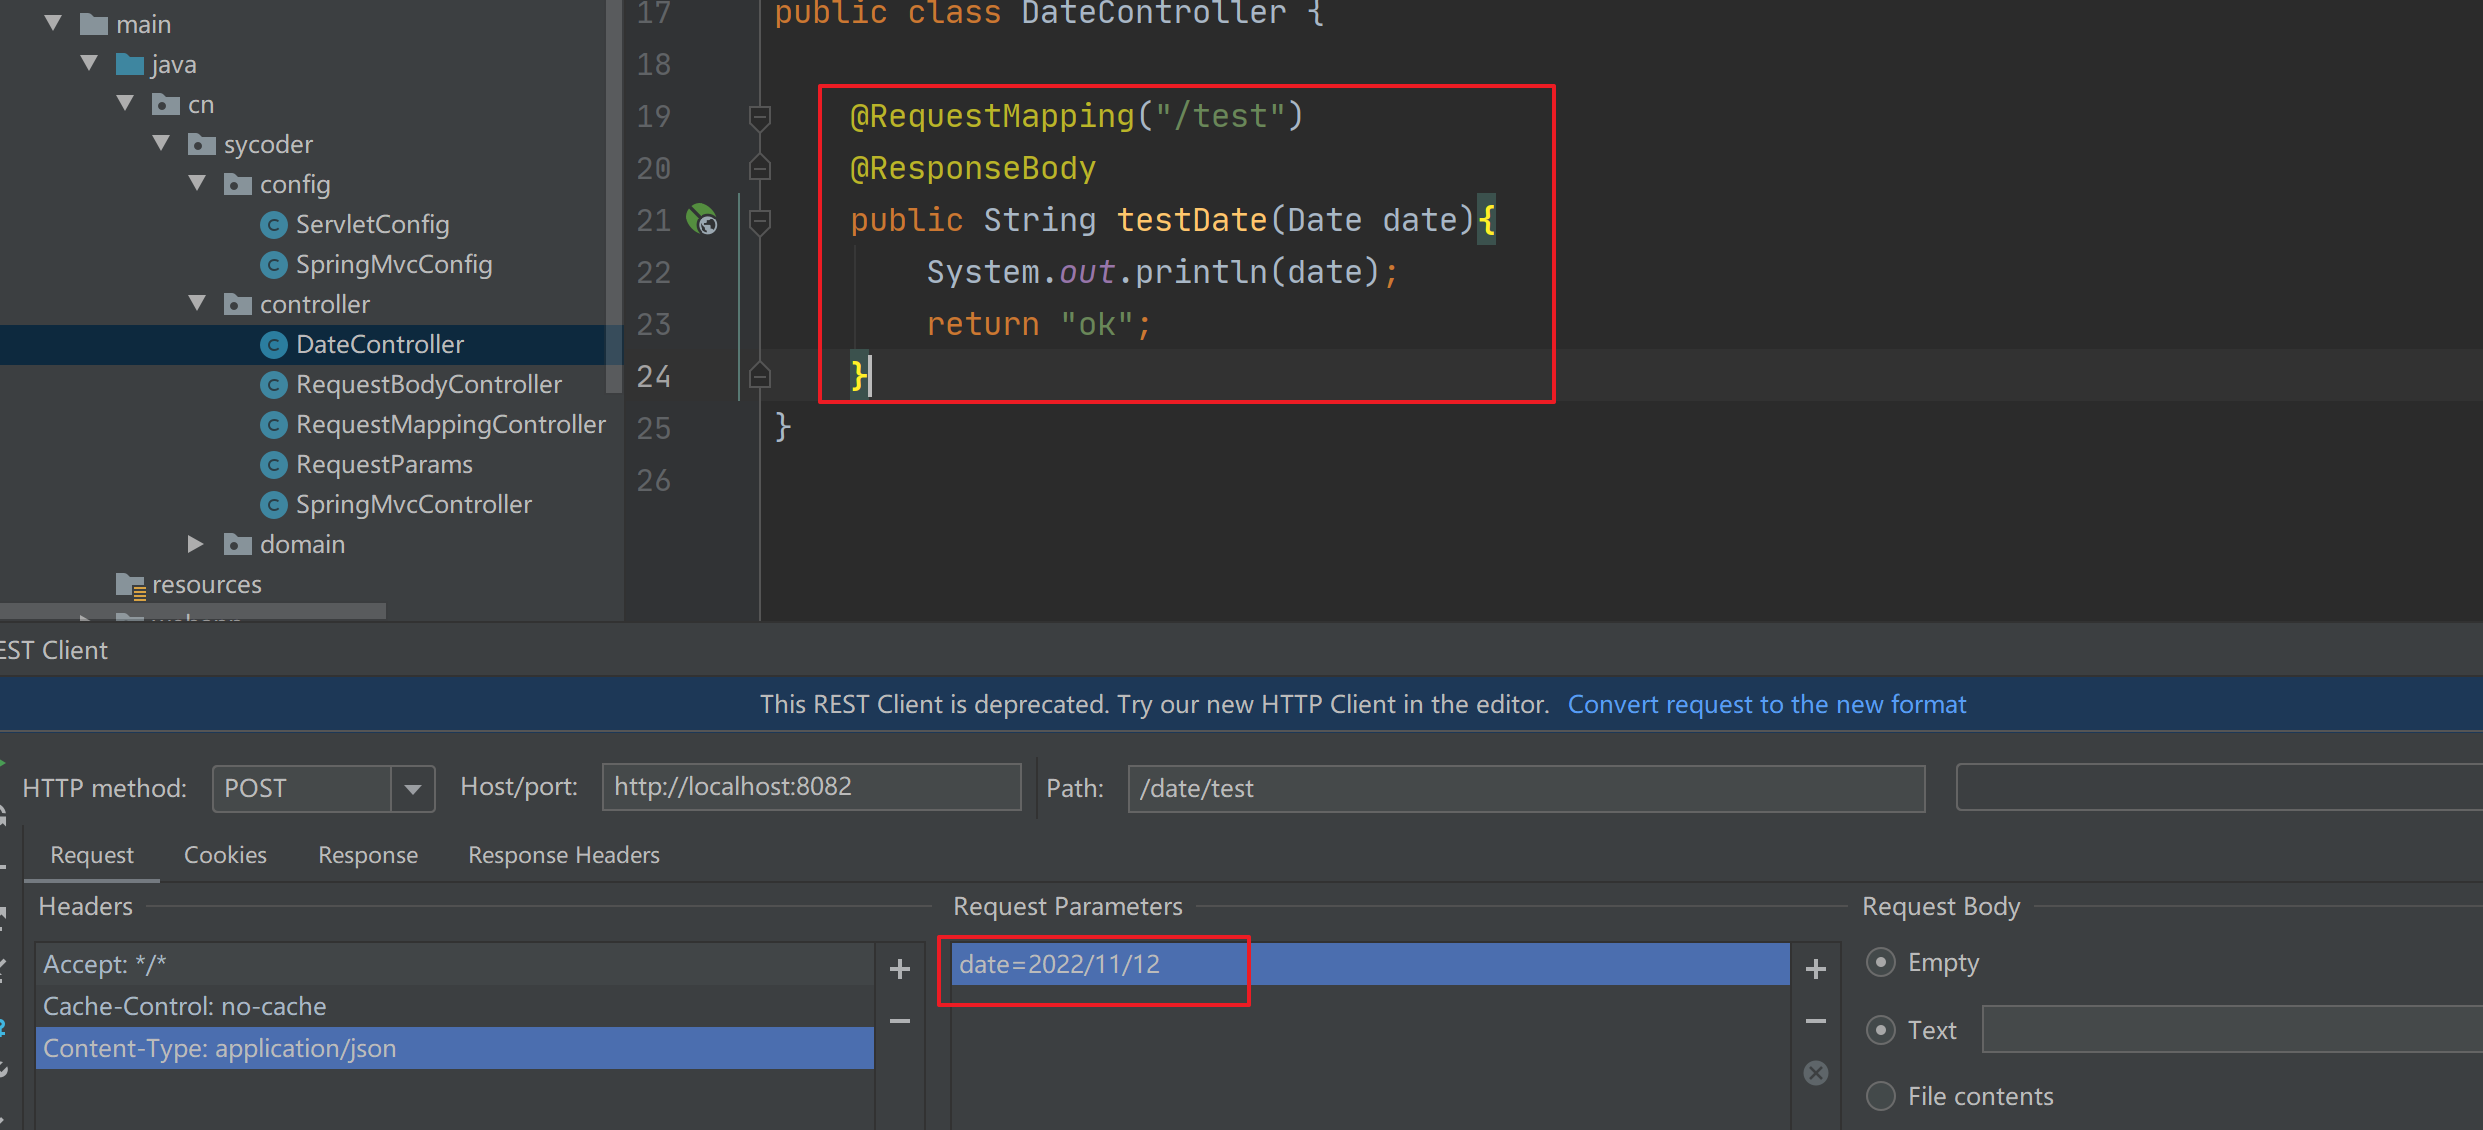 main
java
cn
sycoder
config
ServletConfig
SpringMvcConfig
controller
DateController
RequestBodyController
RequestMappingController
RequestParams
SpringMvcController
domain
resources
17 public class DateController {
18
19 @RequestMapping("/test")
20 @ResponseBody
21 public String testDate(Date date){
22 System.out.println(date);
23 return "ok";
24 }
25 }
26
EST Client
This REST Client is deprecated. Try our new HTTP Client in the editor. Convert request to the new format
HTTP method: POST Host/port: http://localhost:8082 Path: /date/test
Request Cookies Response Response Headers
Headers
Accept: */*
Cache-Control: no-cache
Content-Type: application/json
Request Parameters
date=2022/11/12
Request Body
Empty
Text
File contents